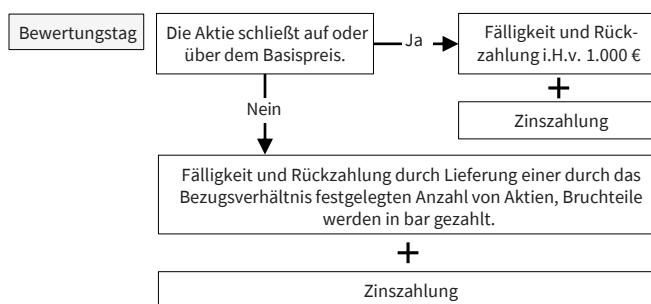 Bewertungstag
Die Aktie schließt auf oder
über dem Basispreis.
Ja
Fälligkeit und Rück-
zahlung i.H.v. 1.000 €
+
Zinszahlung
Nein
Fälligkeit und Rückzahlung durch Lieferung einer durch das
Bezugsverhältnis festgelegten Anzahl von Aktien, Bruchteile
werden in bar gezahlt.
+
Zinszahlung